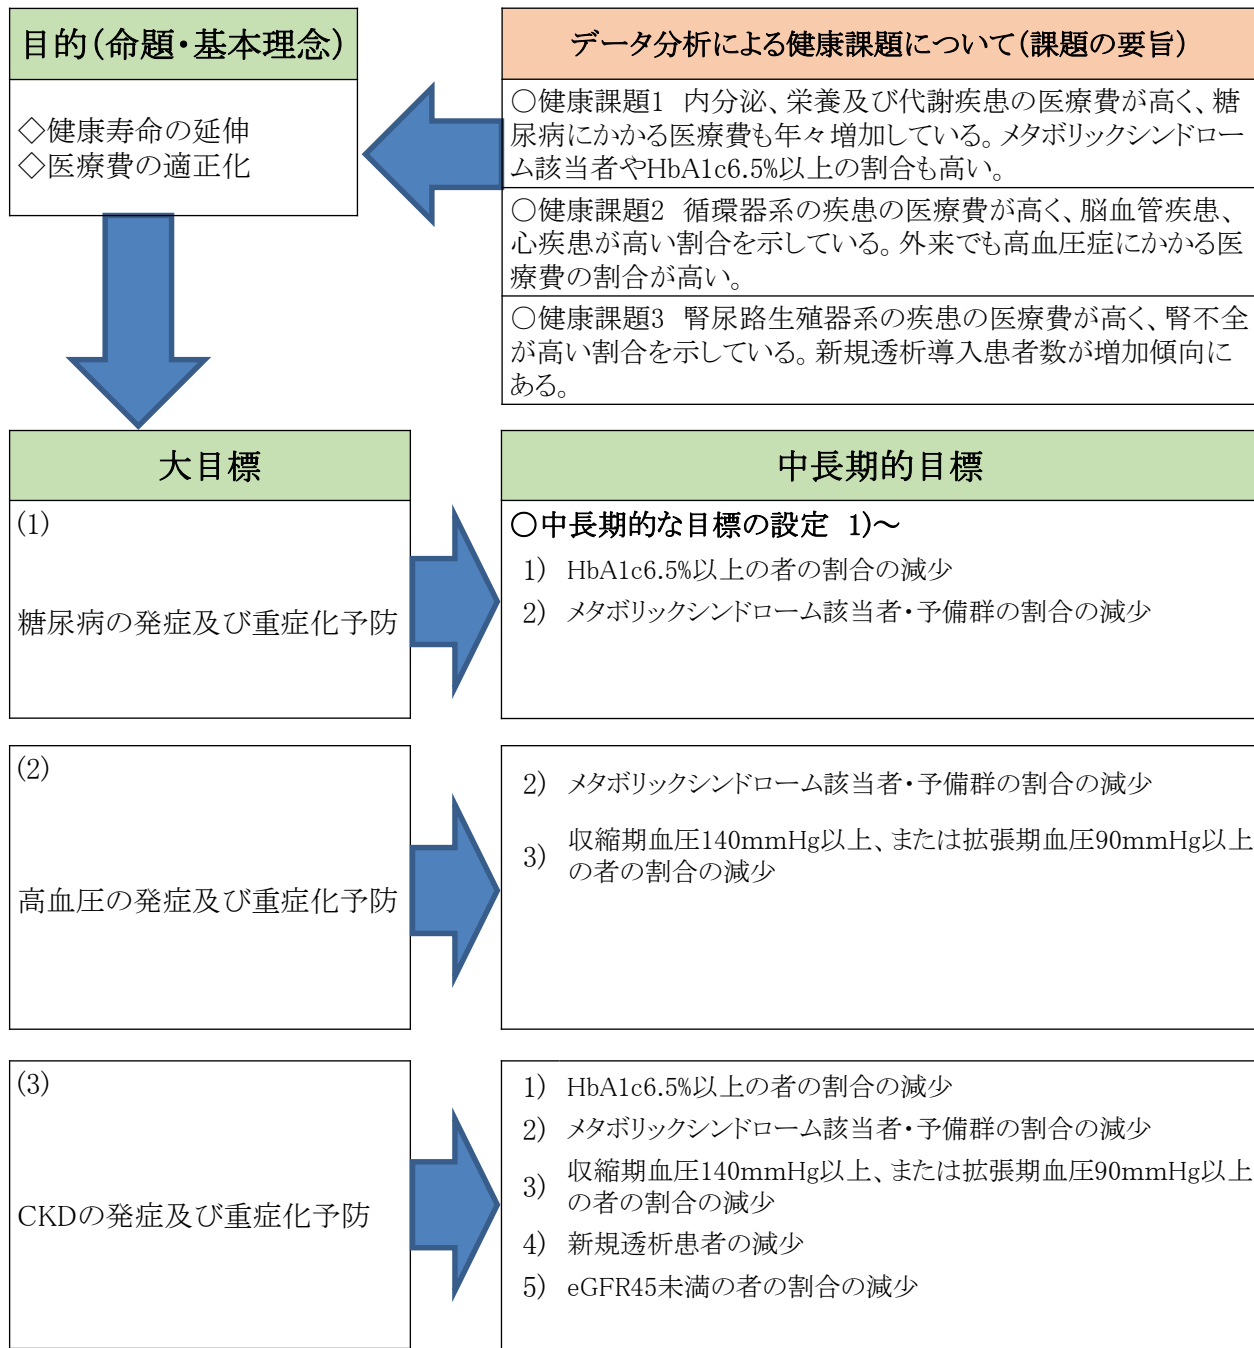 目的(命題・基本理念)
◇健康寿命の延伸
◇医療費の適正化
データ分析による健康課題について(課題の要旨)
○健康課題1 内分泌、栄養及び代謝疾患の医療費が高く、糖
尿病にかかる医療費も年々増加している。メタボリックシンドロー
ム該当者やHbA1c6.5%以上の割合も高い。
○健康課題2 循環器系の疾患の医療費が高く、脳血管疾患、
心疾患が高い割合を示している。外来でも高血圧症にかかる医
療費の割合が高い。
○健康課題3 腎尿路生殖器系の疾患の医療費が高く、腎不全
が高い割合を示している。新規透析導入患者数が増加傾向に
ある。
大目標
中長期的目標
(1)
糖尿病の発症及び重症化予防
○中長期的な目標の設定 1)～
1) HbA1c6.5%以上の者の割合の減少
2) メタボリックシンドローム該当者・予備群の割合の減少
(2)
高血圧の発症及び重症化予防
2) メタボリックシンドローム該当者・予備群の割合の減少
3) 収縮期血圧140mmHg以上、または拡張期血圧90mmHg以上
の者の割合の減少
(3)
CKDの発症及び重症化予防
1) HbA1c6.5%以上の者の割合の減少
2) メタボリックシンドローム該当者・予備群の割合の減少
3) 収縮期血圧140mmHg以上、または拡張期血圧90mmHg以上
の者の割合の減少
4) 新規透析患者の減少
5) eGFR45未満の者の割合の減少